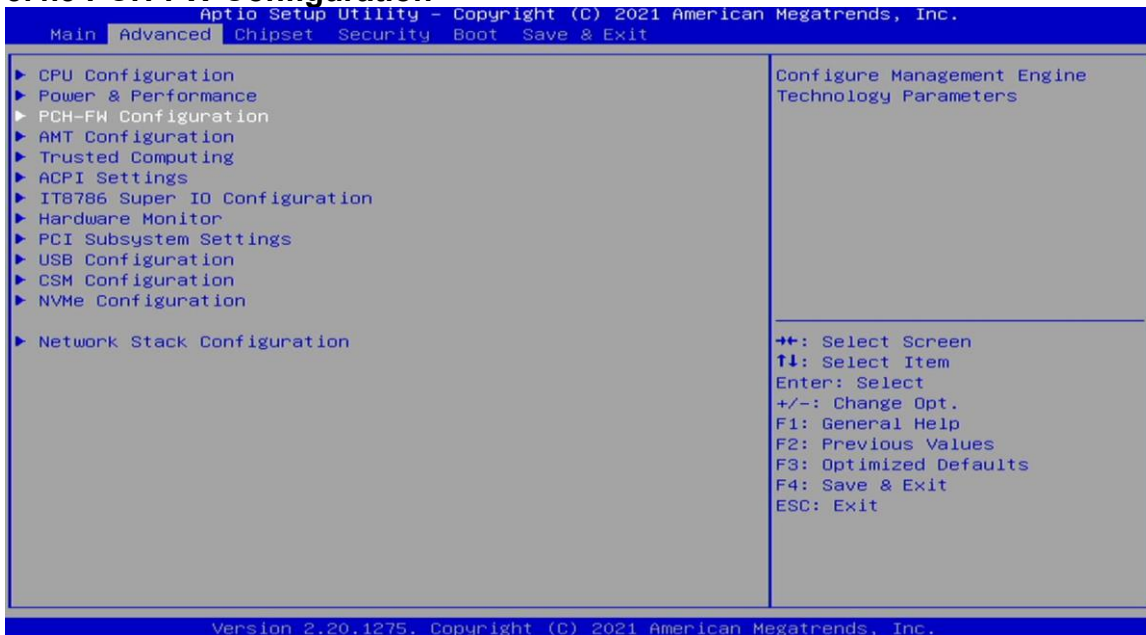 PCH-FW Configuration
Aptio Setup Utility – Copyright (C) 2021 American Megatrends, Inc.
Main Advanced Chipset Security Boot Save & Exit
▶ CPU Configuration
▶ Power & Performance
▶ PCH-FW Configuration
▶ AMT Configuration
▶ Trusted Computing
▶ ACPI Settings
▶ IT8786 Super IO Configuration
▶ Hardware Monitor
▶ PCI Subsystem Settings
▶ USB Configuration
▶ CSM Configuration
▶ NVMe Configuration
▶ Network Stack Configuration
Configure Management Engine
Technology Parameters
→←: Select Screen
↑↓: Select Item
Enter: Select
+/-: Change Opt.
F1: General Help
F2: Previous Values
F3: Optimized Defaults
F4: Save & Exit
ESC: Exit
Version 2.20.1275. Copyright (C) 2021 American Megatrends, Inc.